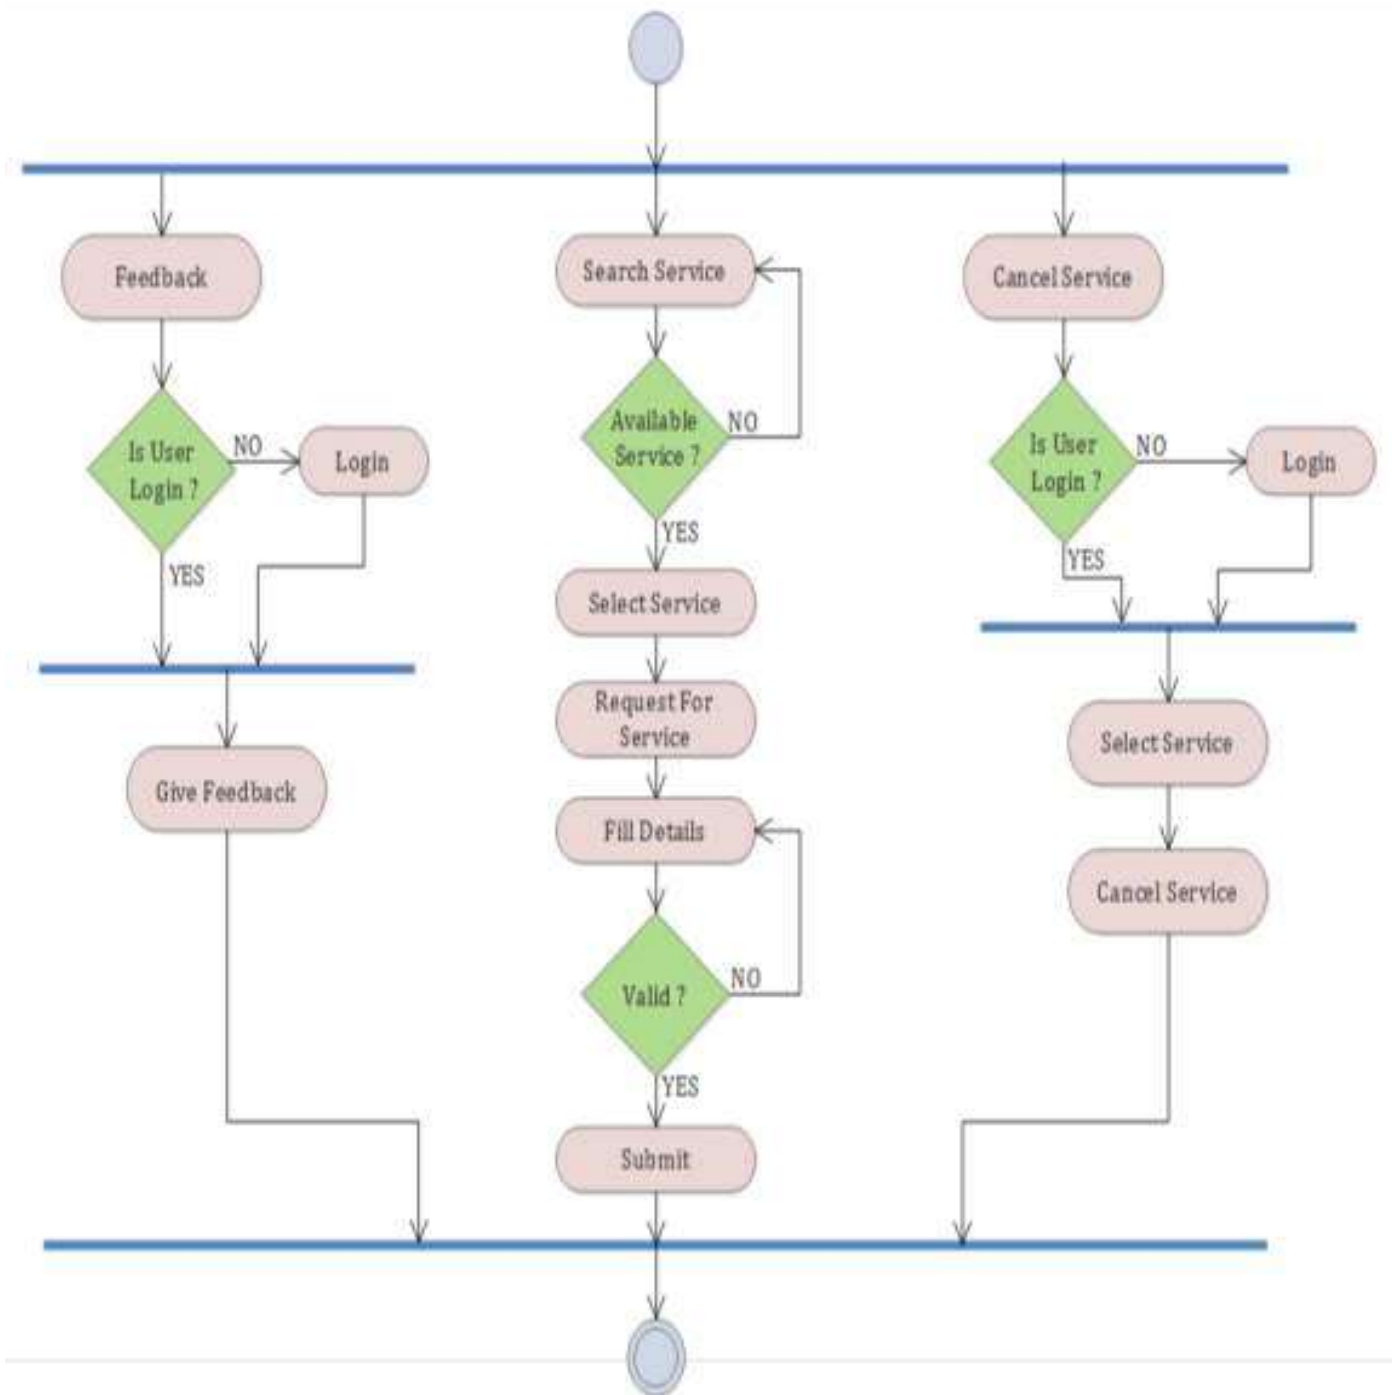 Feedback
Is User
Login ?
NO
Login
YES
Give Feedback
Search Service
Available
Service ?
NO
YES
Select Service
Request For
Service
Fill Details
Valid ?
NO
YES
Submit
Cancel Service
Is User
Login ?
NO
Login
YES
Select Service
Cancel Service